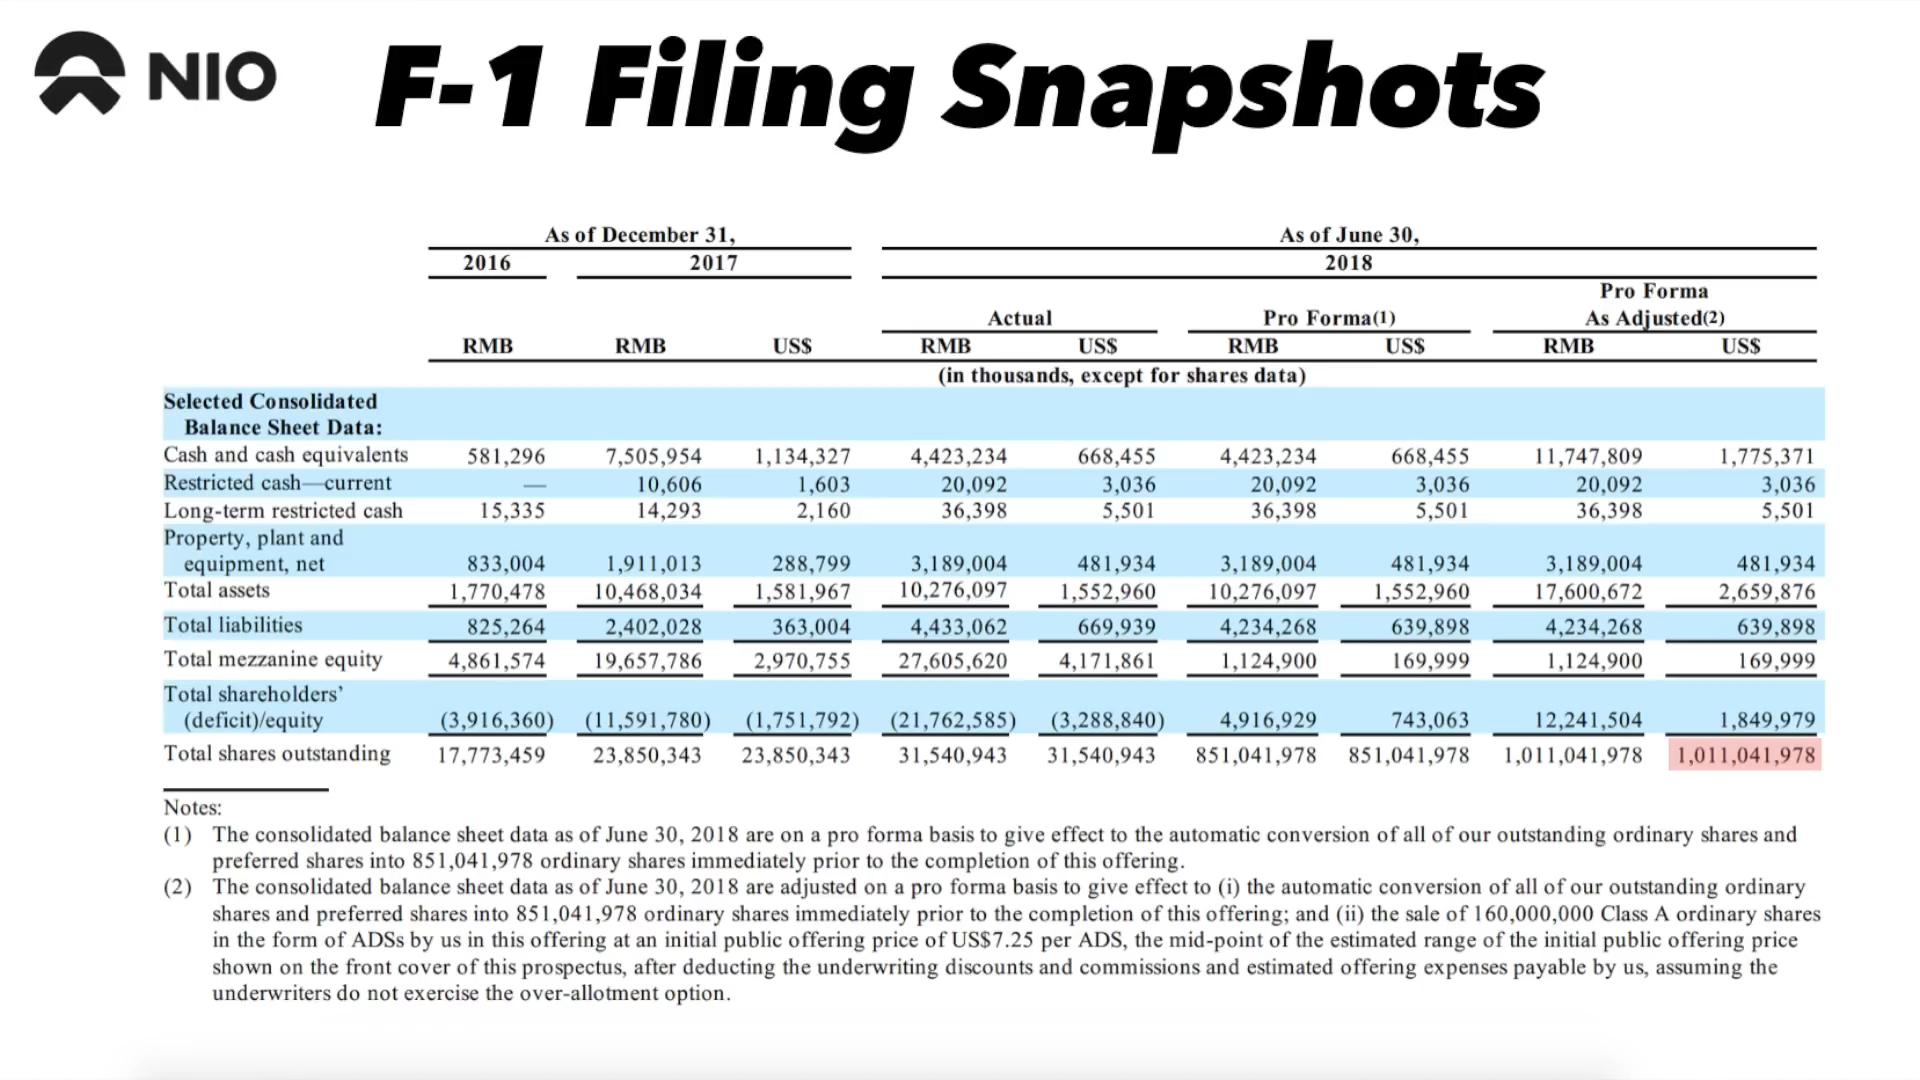 NIO
F-1 Filing Snapshots
As of December 31, As of June 30,
2016 2017 2018
Pro Forma
Actual Pro Forma(1) As Adjusted(2)
RMB RMB US$ RMB US$ RMB US$ RMB US$
(in thousands, except for shares data)
Selected Consolidated
Balance Sheet Data:
Cash and cash equivalents 581,296 7,505,954 1,134,327 4,423,234 668,455 4,423,234 668,455 11,747,809 1,775,371
Restricted cash—current — 10,606 1,603 20,092 3,036 20,092 3,036 20,092 3,036
Long-term restricted cash 15,335 14,293 2,160 36,398 5,501 36,398 5,501 36,398 5,501
Property, plant and
equipment, net 833,004 1,911,013 288,799 3,189,004 481,934 3,189,004 481,934 3,189,004 481,934
Total assets 1,770,478 10,468,034 1,581,967 10,276,097 1,552,960 10,276,097 1,552,960 17,600,672 2,659,876
Total liabilities 825,264 2,402,028 363,004 4,433,062 669,939 4,234,268 639,898 4,234,268 639,898
Total mezzanine equity 4,861,574 19,657,786 2,970,755 27,605,620 4,171,861 1,124,900 169,999 1,124,900 169,999
Total shareholders’
(deficit)/equity (3,916,360) (11,591,780) (1,751,792) (21,762,585) (3,288,840) 4,916,929 743,063 12,241,504 1,849,979
Total shares outstanding 17,773,459 23,850,343 23,850,343 31,540,943 31,540,943 851,041,978 851,041,978 1,011,041,978 1,011,041,978
Notes:
(1) The consolidated balance sheet data as of June 30, 2018 are on a pro forma basis to give effect to the automatic conversion of all of our outstanding ordinary shares and
preferred shares into 851,041,978 ordinary shares immediately prior to the completion of this offering.
(2) The consolidated balance sheet data as of June 30, 2018 are adjusted on a pro forma basis to give effect to (i) the automatic conversion of all of our outstanding ordinary
shares and preferred shares into 851,041,978 ordinary shares immediately prior to the completion of this offering; and (ii) the sale of 160,000,000 Class A ordinary shares
in the form of ADSs by us in this offering at an initial public offering price of US$7.25 per ADS, the mid-point of the estimated range of the initial public offering price
shown on the front cover of this prospectus, after deducting the underwriting discounts and commissions and estimated offering expenses payable by us, assuming the
underwriters do not exercise the over-allotment option.